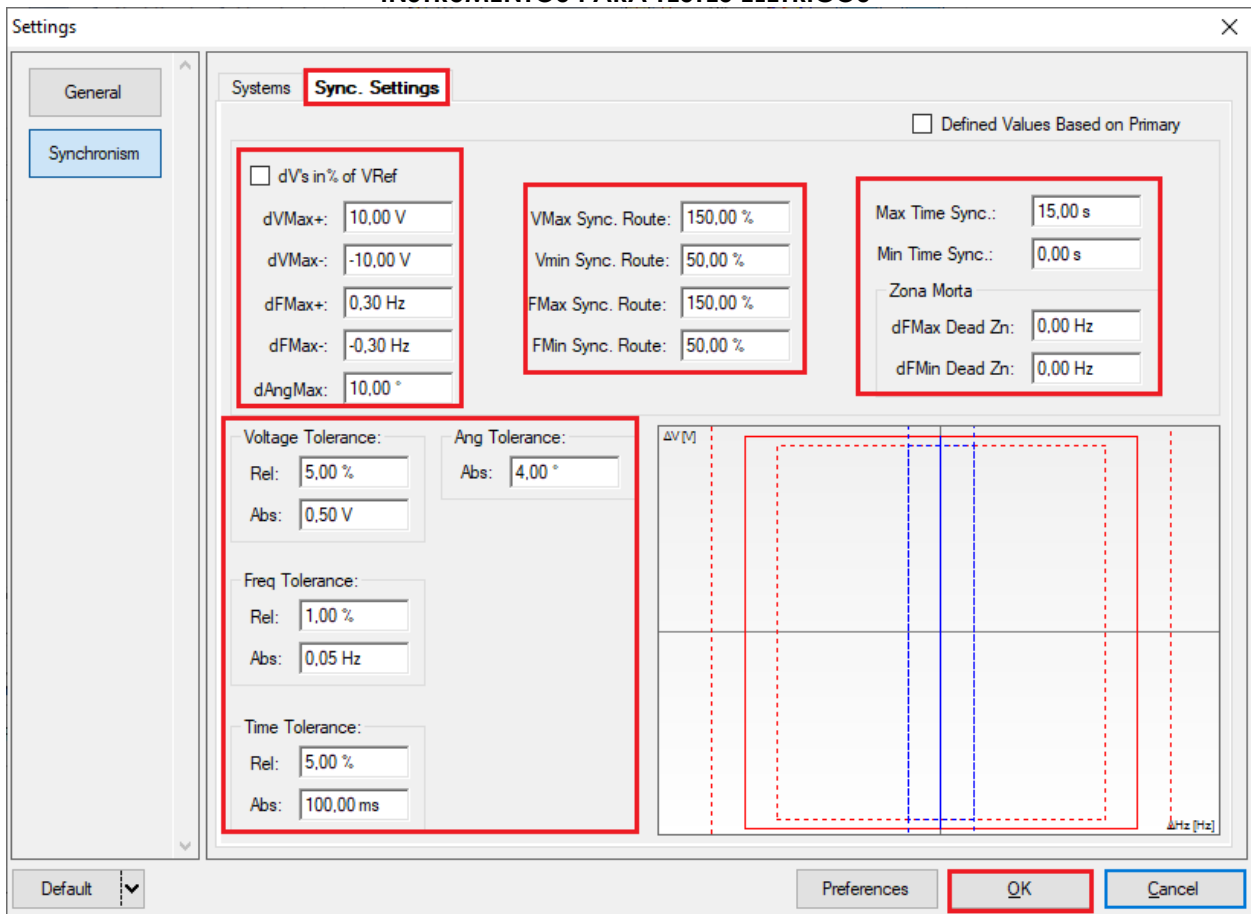 INSTRUMENTOS PARA TESTES ELÉTRICOS
Settings
General
Synchronism
Systems
Sync. Settings
Defined Values Based on Primary
dV's in% of VRef
dVMax+: 10,00 V
dVMax-: -10,00 V
dFMax+: 0,30 Hz
dFMax-: -0,30 Hz
dAngMax: 10,00 °
VMax Sync. Route: 150,00 %
Vmin Sync. Route: 50,00 %
FMax Sync. Route: 150,00 %
FMin Sync. Route: 50,00 %
Max Time Sync.: 15,00 s
Min Time Sync.: 0,00 s
Zona Morta
dFMax Dead Zn: 0,00 Hz
dFMin Dead Zn: 0,00 Hz
Voltage Tolerance:
Rel: 5,00 %
Abs: 0,50 V
Ang Tolerance:
Abs: 4,00 °
Freq Tolerance:
Rel: 1,00 %
Abs: 0,05 Hz
Time Tolerance:
Rel: 5,00 %
Abs: 100,00 ms
ΔV [V]
ΔHz [Hz]
Default
Preferences
OK
Cancel